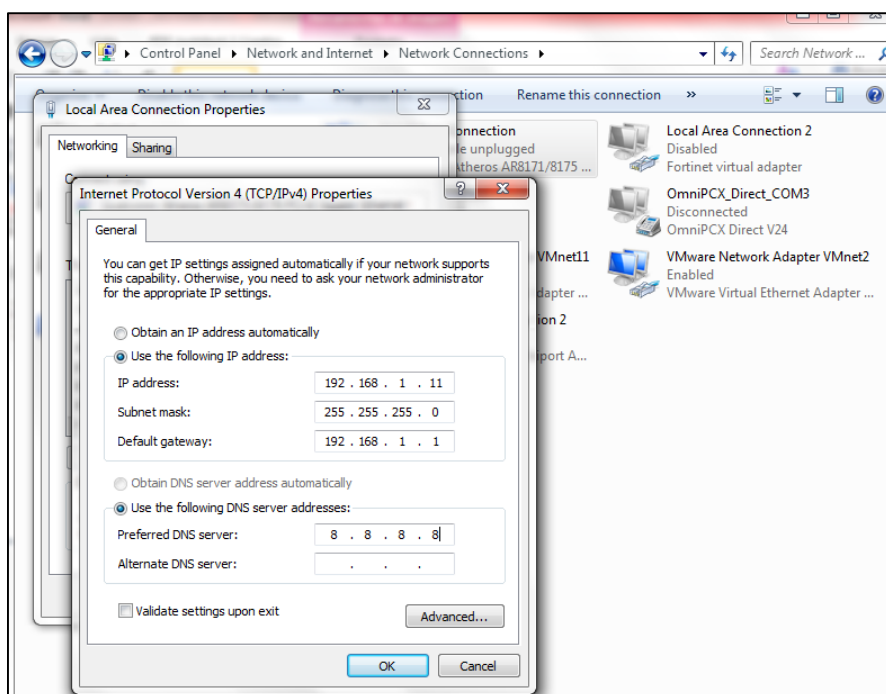 Control Panel ▸ Network and Internet ▸ Network Connections ▸
Search Network ...
Rename this connection »
Local Area Connection Properties
Networking
Sharing
Internet Protocol Version 4 (TCP/IPv4) Properties
General
You can get IP settings assigned automatically if your network supports
this capability. Otherwise, you need to ask your network administrator
for the appropriate IP settings.
Obtain an IP address automatically
Use the following IP address:
IP address: 192 . 168 . 1 . 11
Subnet mask: 255 . 255 . 255 . 0
Default gateway: 192 . 168 . 1 . 1
Obtain DNS server address automatically
Use the following DNS server addresses:
Preferred DNS server: 8 . 8 . 8 . 8
Alternate DNS server: . . .
Validate settings upon exit
Advanced...
OK
Cancel
onnection
le unplugged
Atheros AR8171/8175 ...
VMnet11
dapter ...
ion 2
port A...
Local Area Connection 2
Disabled
Fortinet virtual adapter
OmniPCX_Direct_COM3
Disconnected
OmniPCX Direct V24
VMware Network Adapter VMnet2
Enabled
VMware Virtual Ethernet Adapter ...